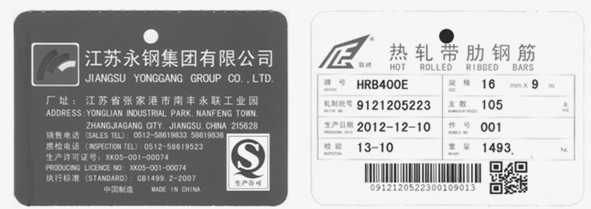 江苏永钢集团有限公司
JIANGSU YONGGANG GROUP CO.,LTD.
厂址：江苏省张家港市南丰永联工业园
ADDRESS:YONGLIAN INDUSTRIAL PARK. NANFENG TOWN.
ZHANGJIAGANG CITY. JIANGSU, CHINA 215628
销售电话 (SALES TEL): 0512-58619833 58619836
质检电话 (INSPECTION TEL): 0512-58619523
生产许可证号: XK05-001-00074
PRODUCING LICENCE NO.: XK05-001-00074
执行标准 (STANDARD): GB1499.2-2007
中国制造 MADE IN CHINA
QS
生产许可
联峰 ®
热轧带肋钢筋
HOT ROLLED RIBBED BARS
牌号 HRB400E 规格 16 mm× 9 m
轧制批号 9121205223 支数 105
生产日期 2012-12-10 件号 001
检验 13-10 重量 1493 kg
091212052230010901​3